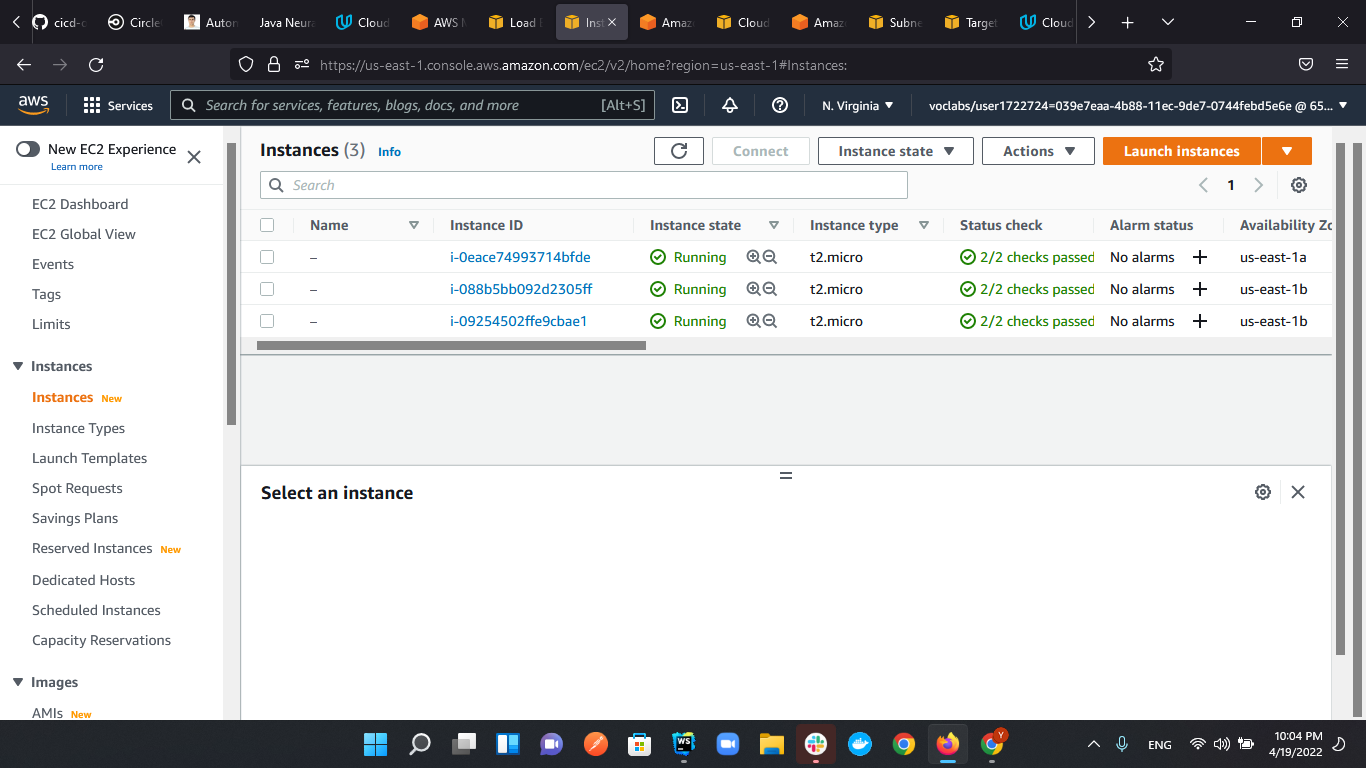 cicd-c
Circle
Autom
Java Neura
Cloud
AWS M
Load B
Inst
Amaz
Cloud
Amaz
Subne
Target
Cloud
https://us-east-1.console.aws.amazon.com/ec2/v2/home?region=us-east-1#Instances:
aws
Services
Search for services, features, blogs, docs, and more [Alt+S]
N. Virginia
voclabs/user1722724=039e7eaa-4b88-11ec-9de7-0744febd5e6e @ 65...
New EC2 Experience
Learn more
EC2 Dashboard
EC2 Global View
Events
Tags
Limits
Instances
Instances New
Instance Types
Launch Templates
Spot Requests
Savings Plans
Reserved Instances New
Dedicated Hosts
Scheduled Instances
Capacity Reservations
Images
AMIs New
Instances (3) Info
Connect
Instance state
Actions
Launch instances
Search
1
Name Instance ID Instance state Instance type Status check Alarm status Availability Zo
– i-0eace74993714bfde Running t2.micro 2/2 checks passed No alarms + us-east-1a
– i-088b5bb092d2305ff Running t2.micro 2/2 checks passed No alarms + us-east-1b
– i-09254502ffe9cbae1 Running t2.micro 2/2 checks passed No alarms + us-east-1b
Select an instance
WS
Y
ENG
10:04 PM
4/19/2022